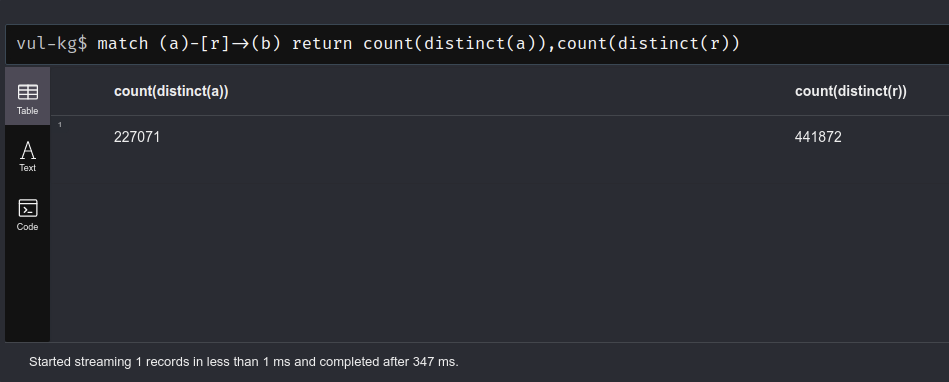 vul-kg$ match (a)-[r]→(b) return count(distinct(a)),count(distinct(r))
Table
count(distinct(a)) count(distinct(r))
1
227071 441872
A
Text
Code
Started streaming 1 records in less than 1 ms and completed after 347 ms.